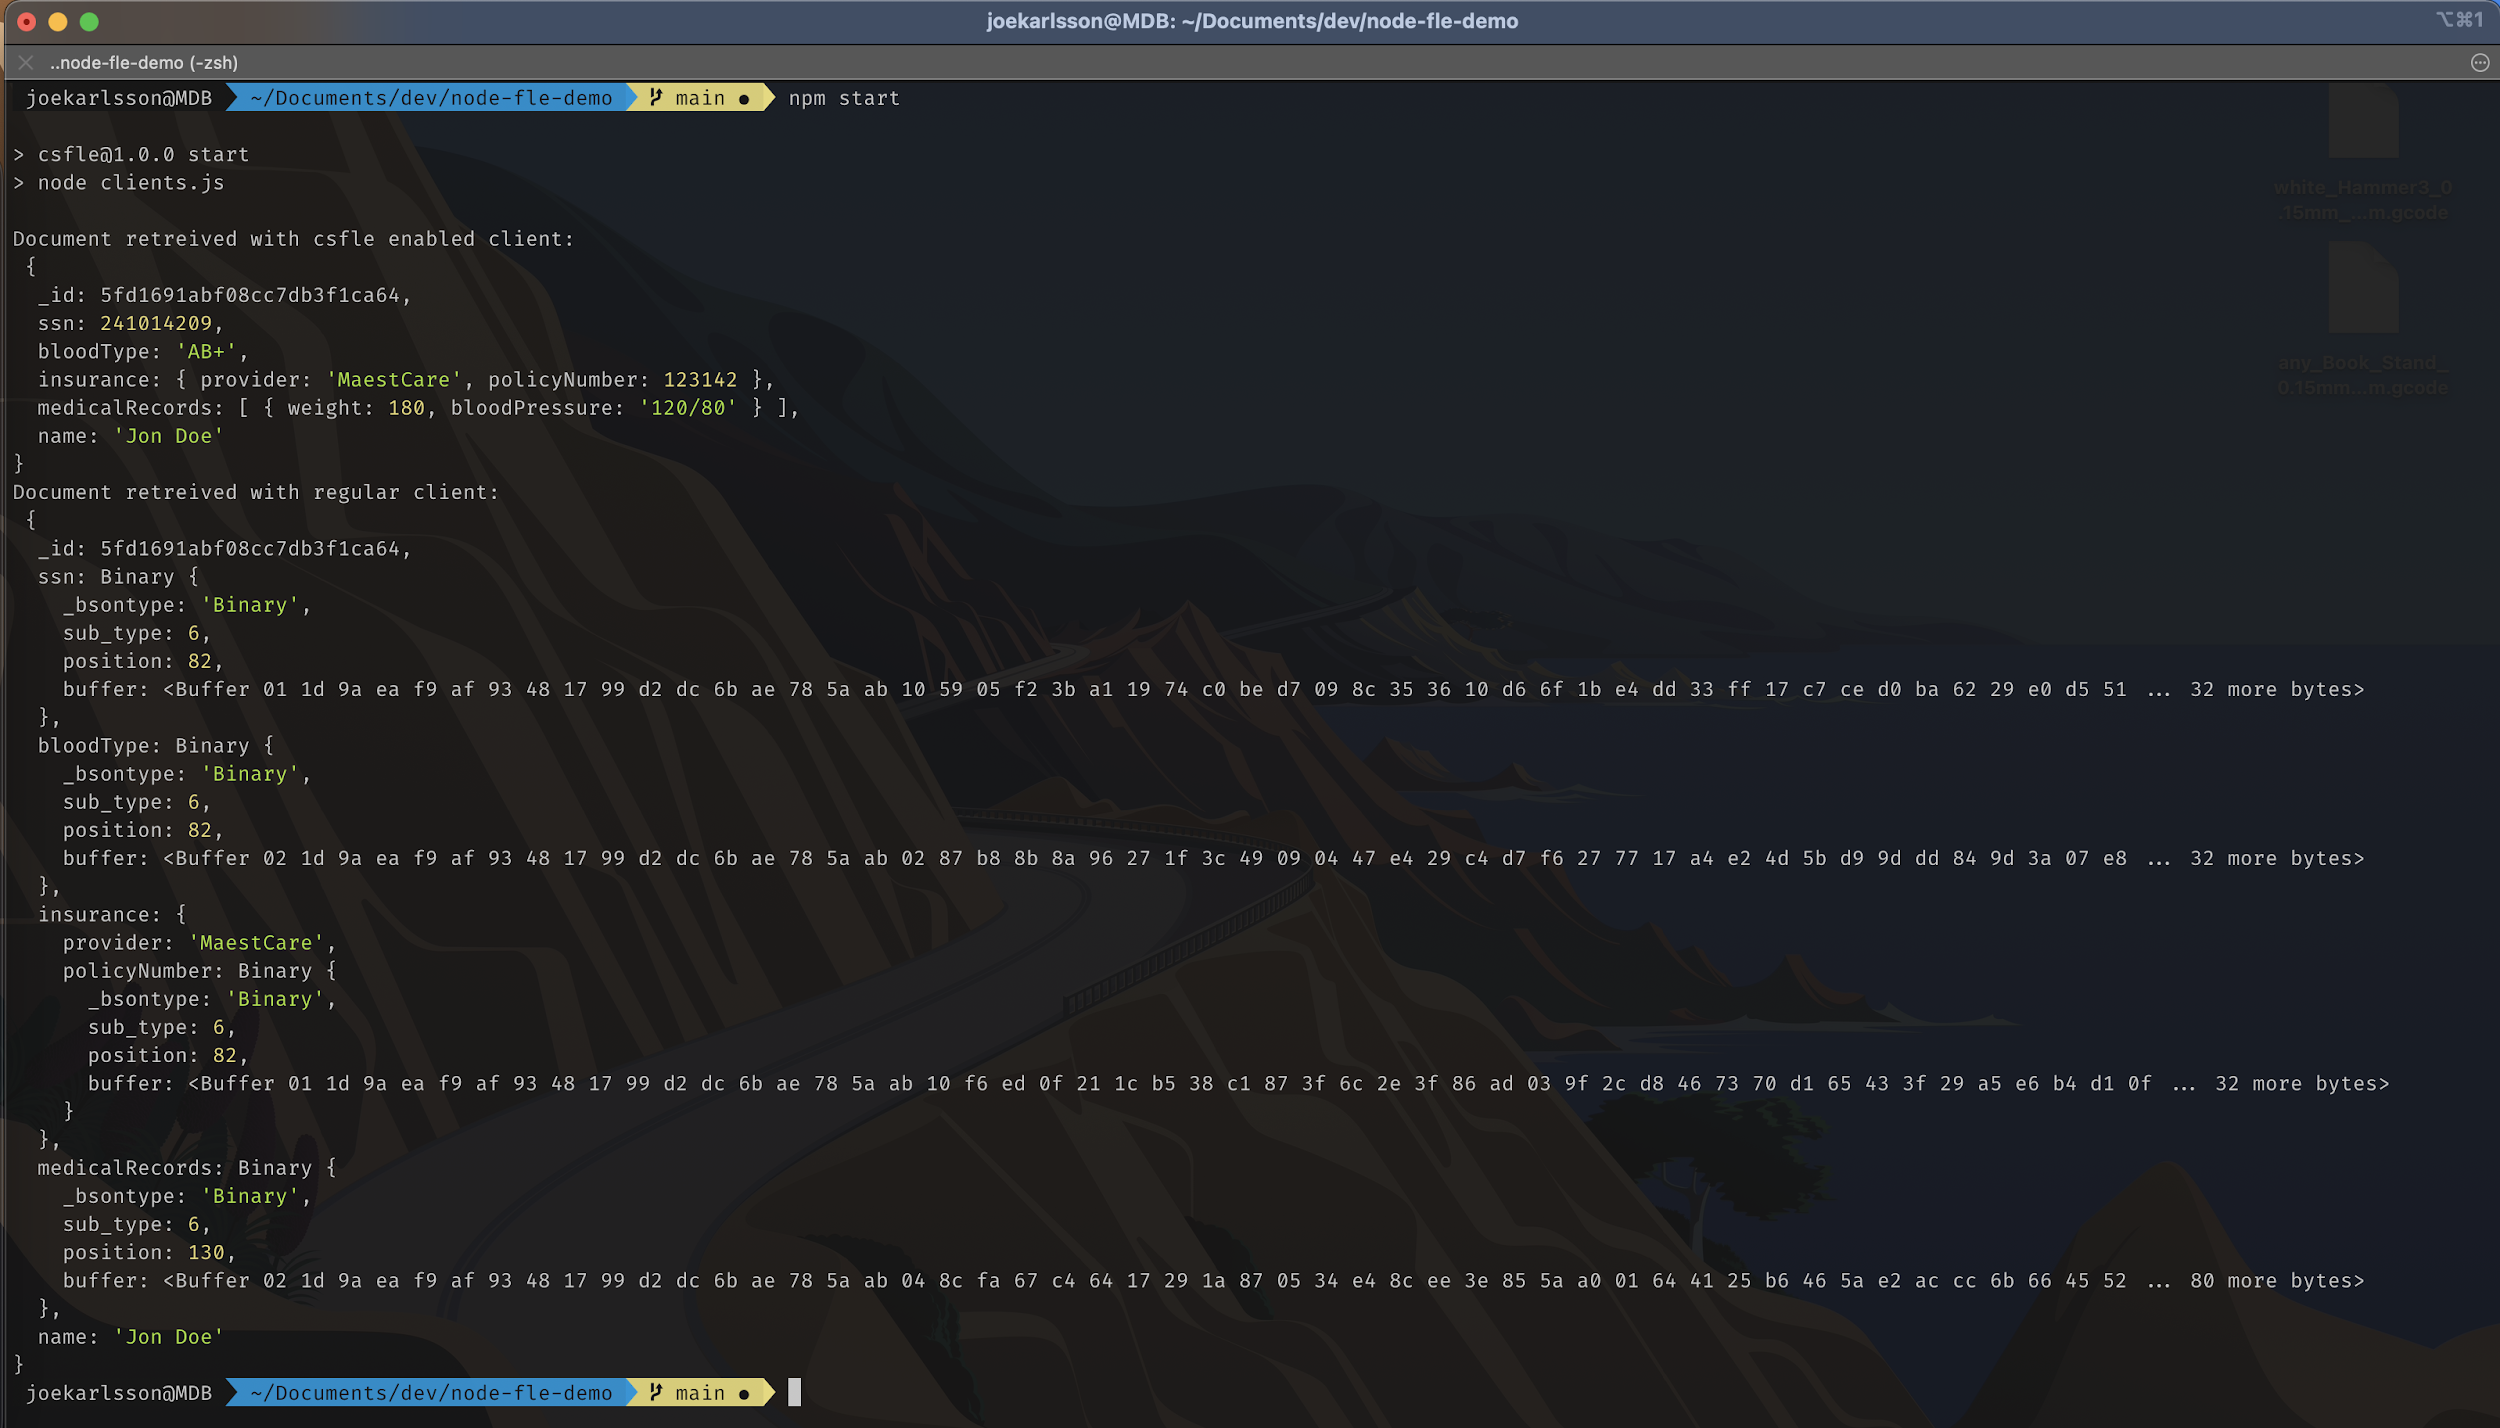 joekarlsson@MDB: ~/Documents/dev/node-fle-demo
⌥⌘1
..node-fle-demo (-zsh)
joekarlsson@MDB ~/Documents/dev/node-fle-demo main ● npm start
> csfle@1.0.0 start
> node clients.js
Document retreived with csfle enabled client:
{
_id: 5fd1691abf08cc7db3f1ca64,
ssn: 241014209,
bloodType: 'AB+',
insurance: { provider: 'MaestCare', policyNumber: 123142 },
medicalRecords: [ { weight: 180, bloodPressure: '120/80' } ],
name: 'Jon Doe'
}
Document retreived with regular client:
{
_id: 5fd1691abf08cc7db3f1ca64,
ssn: Binary {
_bsontype: 'Binary',
sub_type: 6,
position: 82,
buffer: <Buffer 01 1d 9a ea f9 af 93 48 17 99 d2 dc 6b ae 78 5a ab 10 59 05 f2 3b a1 19 74 c0 be d7 09 8c 35 36 10 d6 6f 1b e4 dd 33 ff 17 c7 ce d0 ba 62 29 e0 d5 51 ... 32 more bytes>
},
bloodType: Binary {
_bsontype: 'Binary',
sub_type: 6,
position: 82,
buffer: <Buffer 02 1d 9a ea f9 af 93 48 17 99 d2 dc 6b ae 78 5a ab 02 87 b8 8b 8a 96 27 1f 3c 49 09 04 47 e4 29 c4 d7 f6 27 77 17 a4 e2 4d 5b d9 9d dd 84 9d 3a 07 e8 ... 32 more bytes>
},
insurance: {
provider: 'MaestCare',
policyNumber: Binary {
_bsontype: 'Binary',
sub_type: 6,
position: 82,
buffer: <Buffer 01 1d 9a ea f9 af 93 48 17 99 d2 dc 6b ae 78 5a ab 10 f6 ed 0f 21 1c b5 38 c1 87 3f 6c 2e 3f 86 ad 03 9f 2c d8 46 73 70 d1 65 43 3f 29 a5 e6 b4 d1 0f ... 32 more bytes>
}
},
medicalRecords: Binary {
_bsontype: 'Binary',
sub_type: 6,
position: 130,
buffer: <Buffer 02 1d 9a ea f9 af 93 48 17 99 d2 dc 6b ae 78 5a ab 04 8c fa 67 c4 64 17 29 1a 87 05 34 e4 8c ee 3e 85 5a a0 01 64 41 25 b6 46 5a e2 ac cc 6b 66 45 52 ... 80 more bytes>
},
name: 'Jon Doe'
}
joekarlsson@MDB ~/Documents/dev/node-fle-demo main ●
white_Hammer3_0
.15mm_...m.gcode
any_Book_Stand_
0.15mm...m.gcode